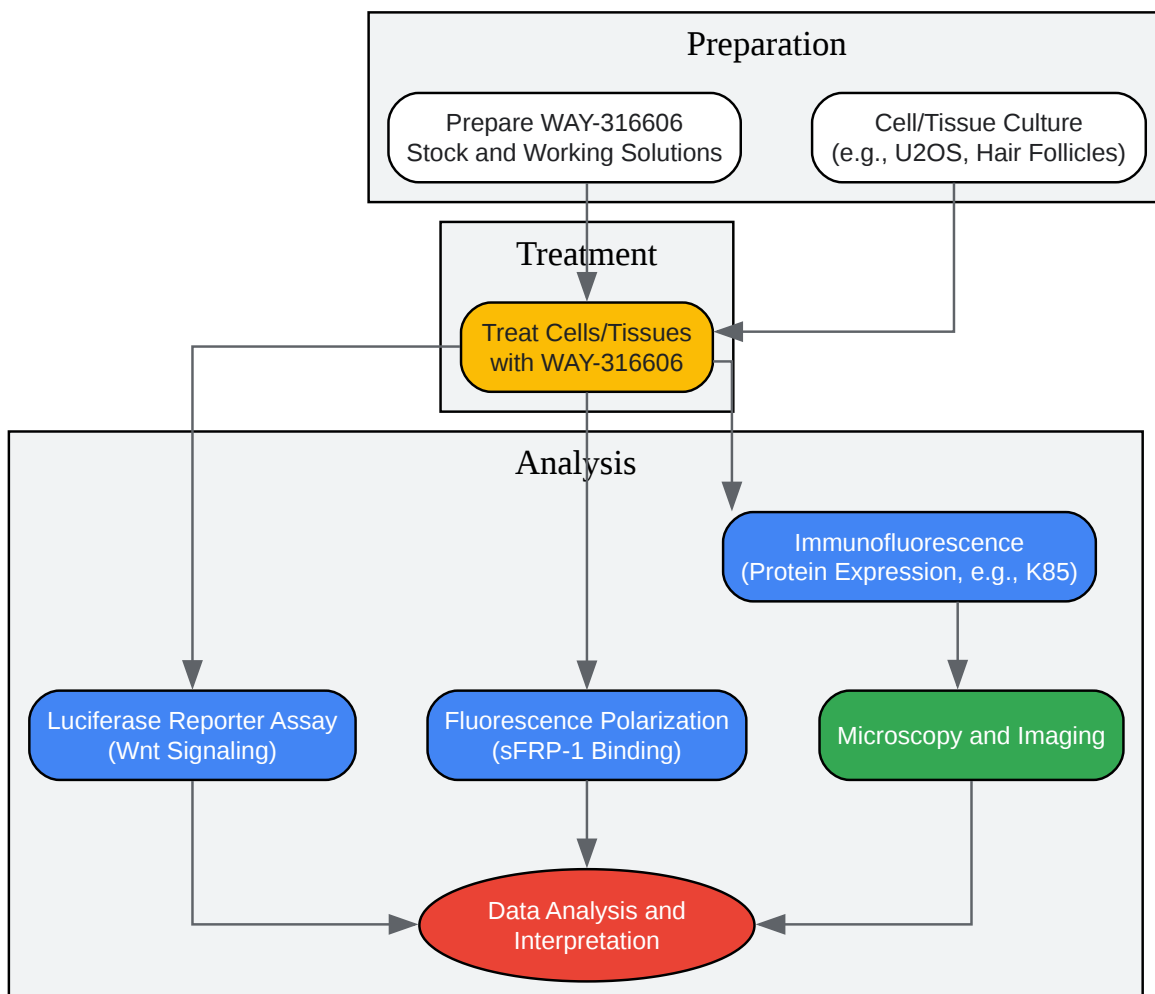 Preparation
Prepare WAY-316606
Stock and Working Solutions
Cell/Tissue Culture
(e.g., U2OS, Hair Follicles)
Treatment
Treat Cells/Tissues
with WAY-316606
Analysis
Immunofluorescence
(Protein Expression, e.g., K85)
Luciferase Reporter Assay
(Wnt Signaling)
Fluorescence Polarization
(sFRP-1 Binding)
Microscopy and Imaging
Data Analysis and
Interpretation